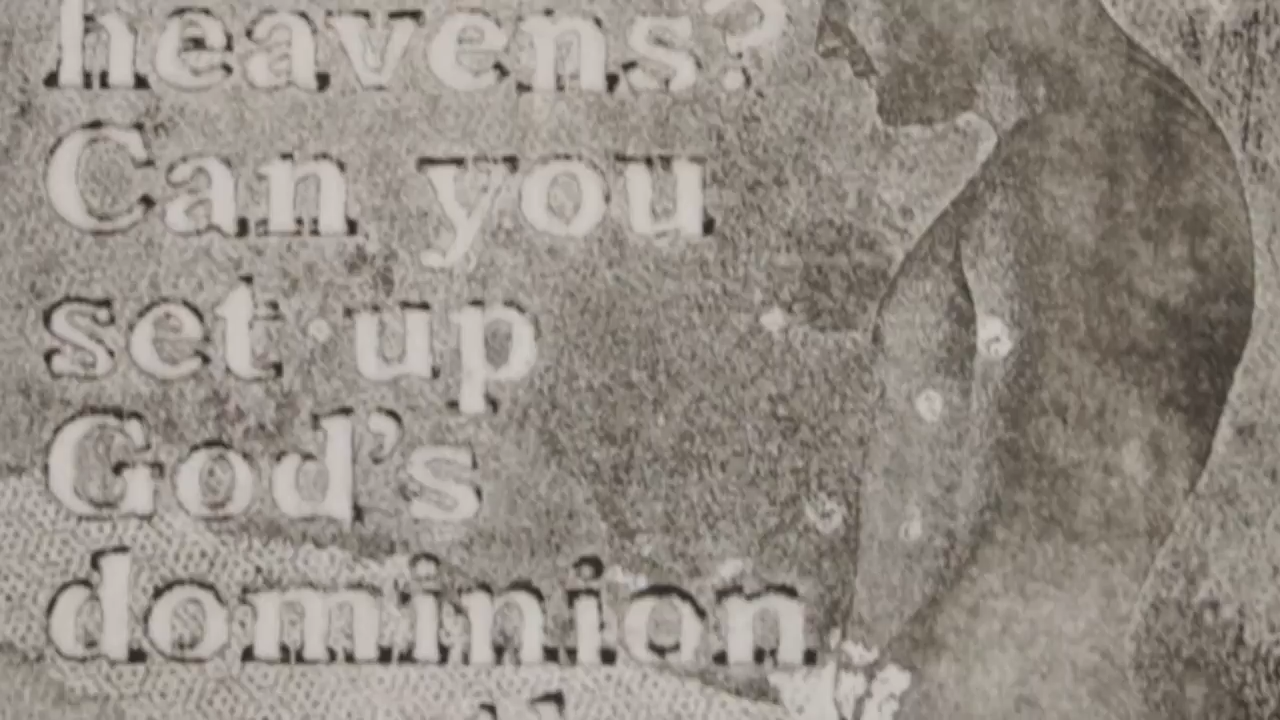 heavens?
Can you
set up
God's
dominion